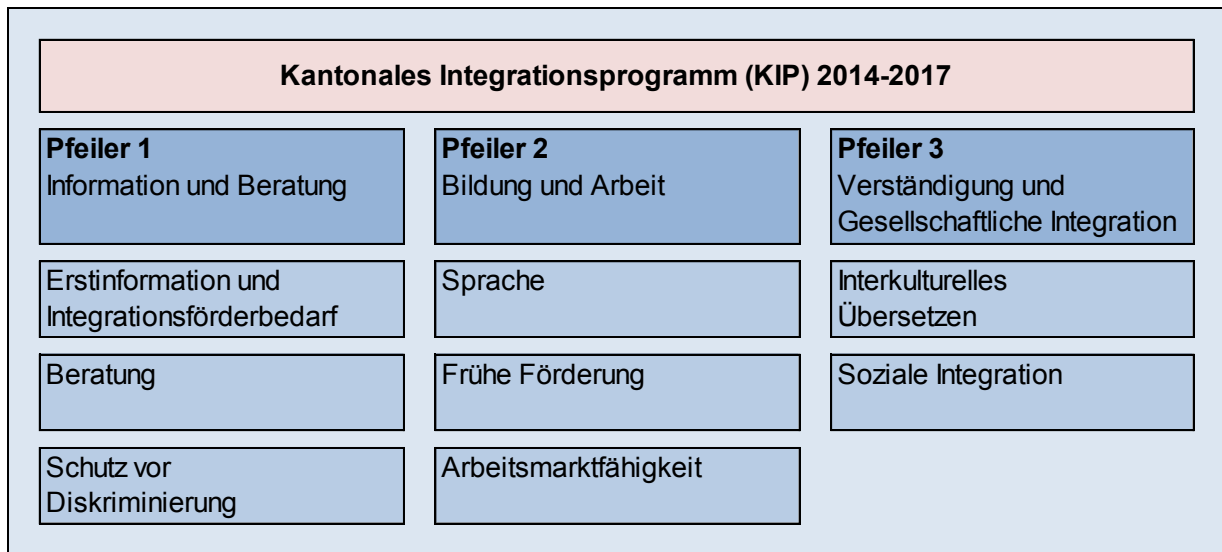 Kantonales Integrationsprogramm (KIP) 2014-2017
Pfeiler 1
Information und Beratung
Erstinformation und
Integrationsförderbedarf
Beratung
Schutz vor
Diskriminierung
Pfeiler 2
Bildung und Arbeit
Sprache
Frühe Förderung
Arbeitsmarktfähigkeit
Pfeiler 3
Verständigung und
Gesellschaftliche Integration
Interkulturelles
Übersetzen
Soziale Integration